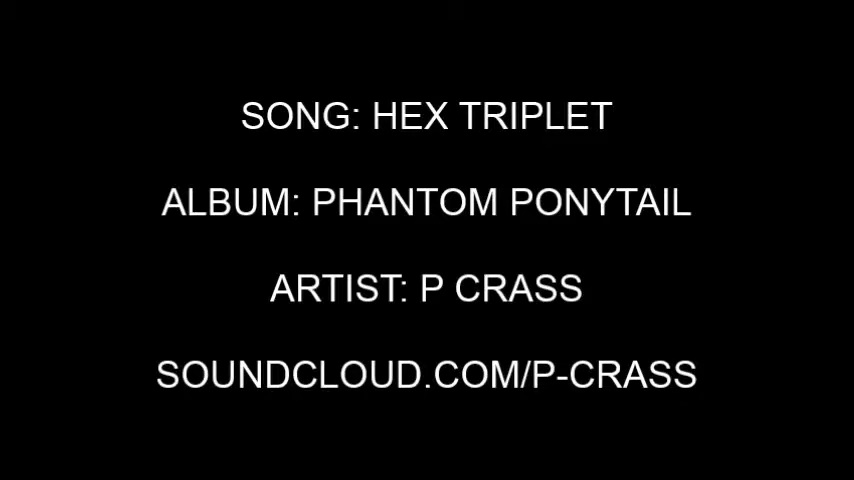 SONG: HEX TRIPLET
ALBUM: PHANTOM PONYTAIL
ARTIST: P CRASS
SOUNDCLOUD.COM/P-CRASS